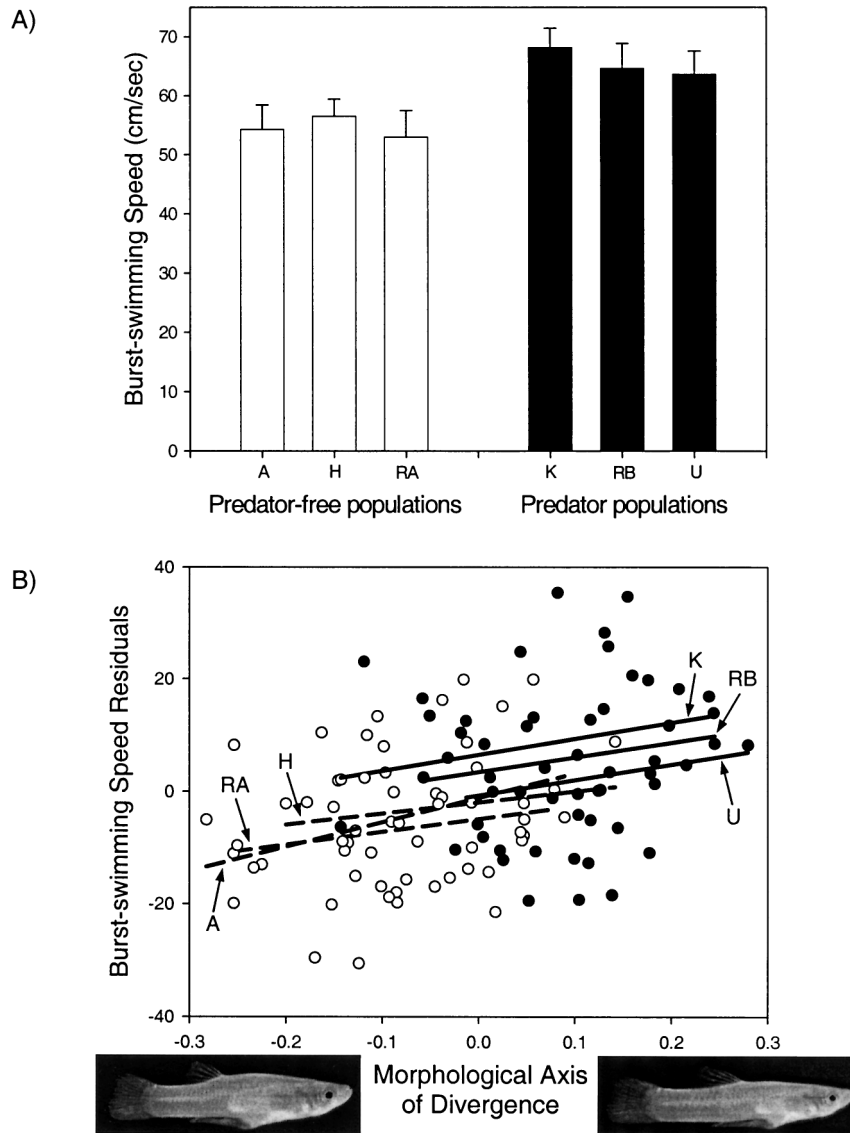 A)
Burst-swimming Speed (cm/sec)
70
60
50
40
30
20
10
0
A H RA K RB U
Predator-free populations Predator populations
B)
Burst-swimming Speed Residuals
40
20
0
-20
-40
K
RB
H
RA
U
A
-0.3 -0.2 -0.1 0.0 0.1 0.2 0.3
Morphological Axis
of Divergence